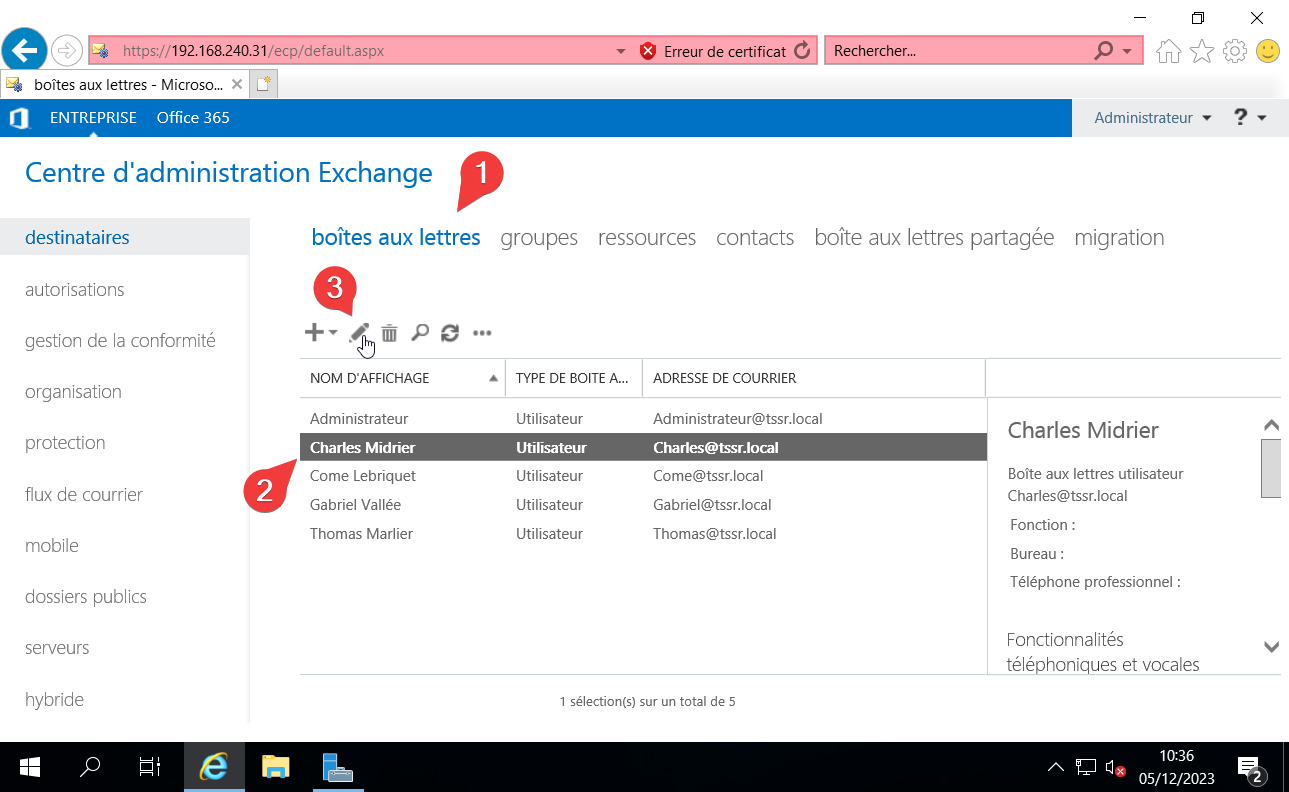 https://192.168.240.31/ecp/default.aspx
Erreur de certificat
Rechercher...
boîtes aux lettres - Microso...
ENTREPRISE Office 365
Administrateur ?
Centre d'administration Exchange
1
destinataires
autorisations
gestion de la conformité
organisation
protection
flux de courrier
mobile
dossiers publics
serveurs
hybride
boîtes aux lettres groupes ressources contacts boîte aux lettres partagée migration
3
NOM D'AFFICHAGE TYPE DE BOITE A... ADRESSE DE COURRIER
Administrateur Utilisateur Administrateur@tssr.local
Charles Midrier Utilisateur Charles@tssr.local
2
Come Lebriquet Utilisateur Come@tssr.local
Gabriel Vallée Utilisateur Gabriel@tssr.local
Thomas Marlier Utilisateur Thomas@tssr.local
Charles Midrier
Boîte aux lettres utilisateur
Charles@tssr.local
Fonction :
Bureau :
Téléphone professionnel :
Fonctionnalités
téléphoniques et vocales
1 sélection(s) sur un total de 5
10:36
05/12/2023
2